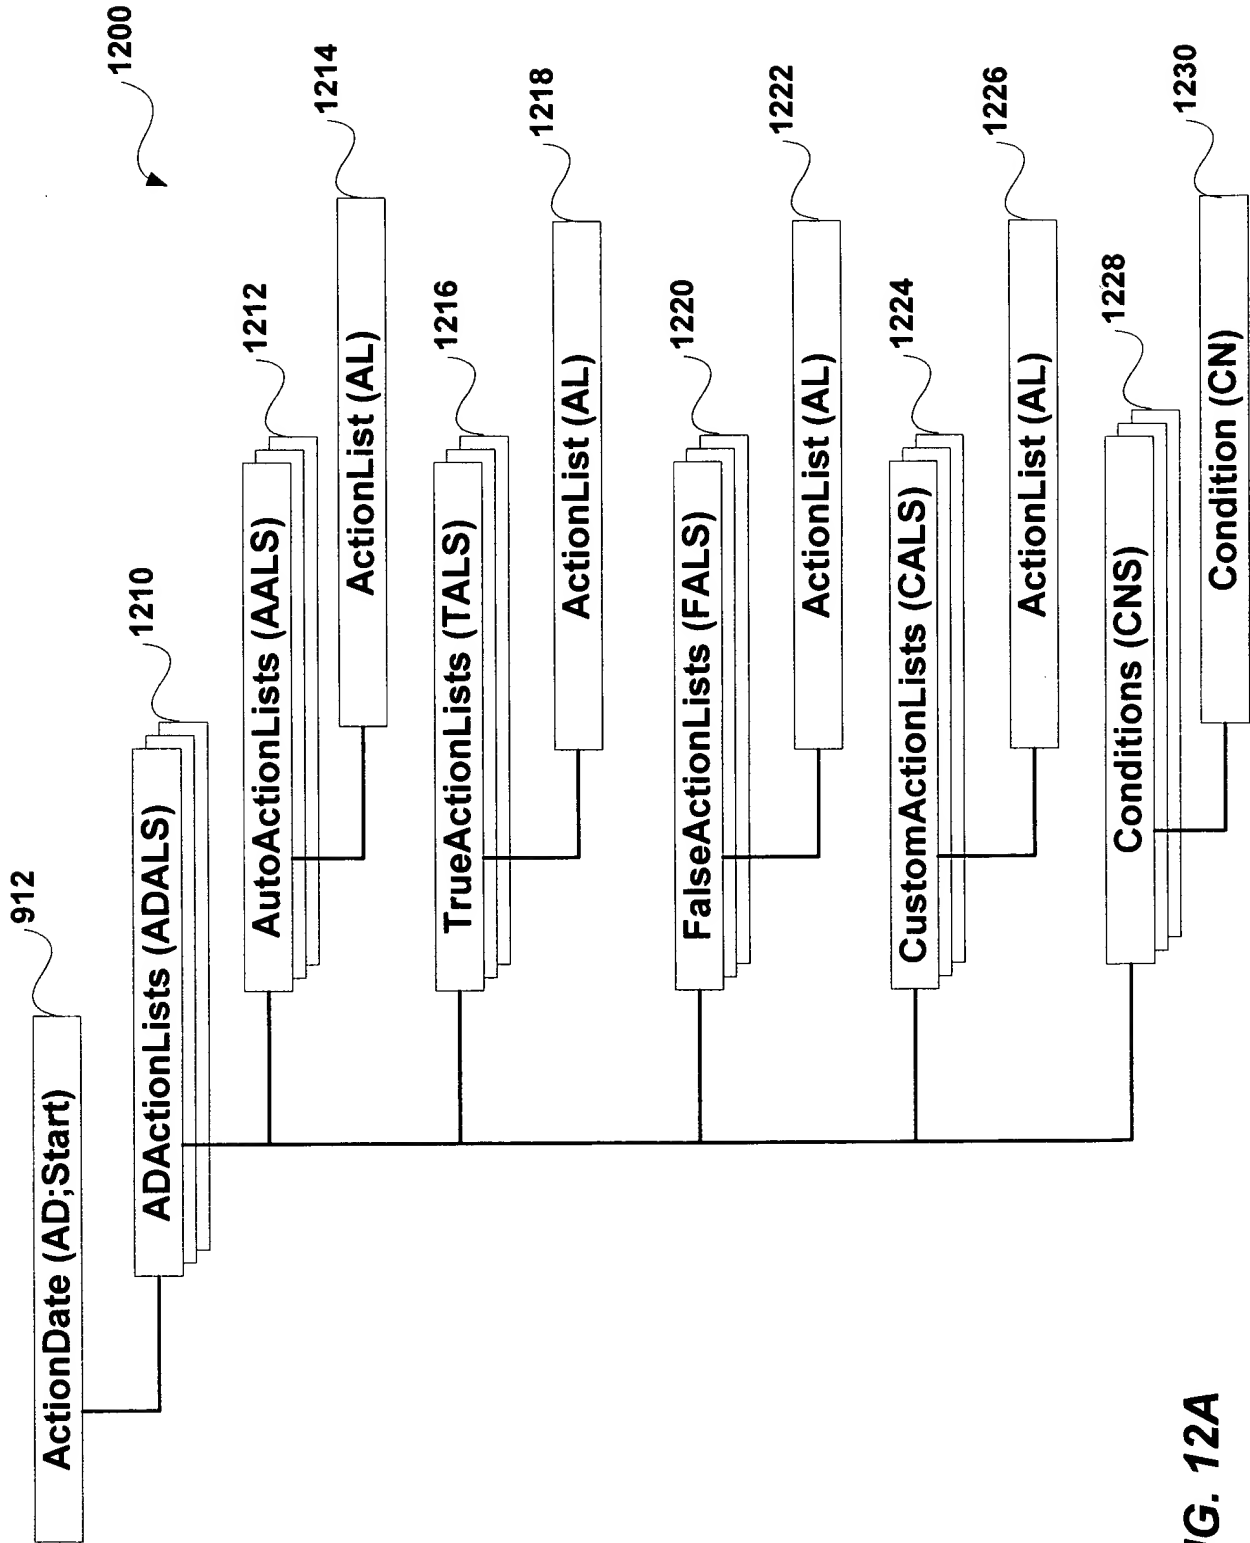 1200
912
ActionDate (AD;Start)
1210
ADActionLists (ADALS)
1212
AutoActionLists (AALS)
1214
ActionList (AL)
1216
TrueActionLists (TALS)
1218
ActionList (AL)
1220
FalseActionLists (FALS)
1222
ActionList (AL)
1224
CustomActionLists (CALS)
1226
ActionList (AL)
1228
Conditions (CNS)
1230
Condition (CN)
IG. 12A